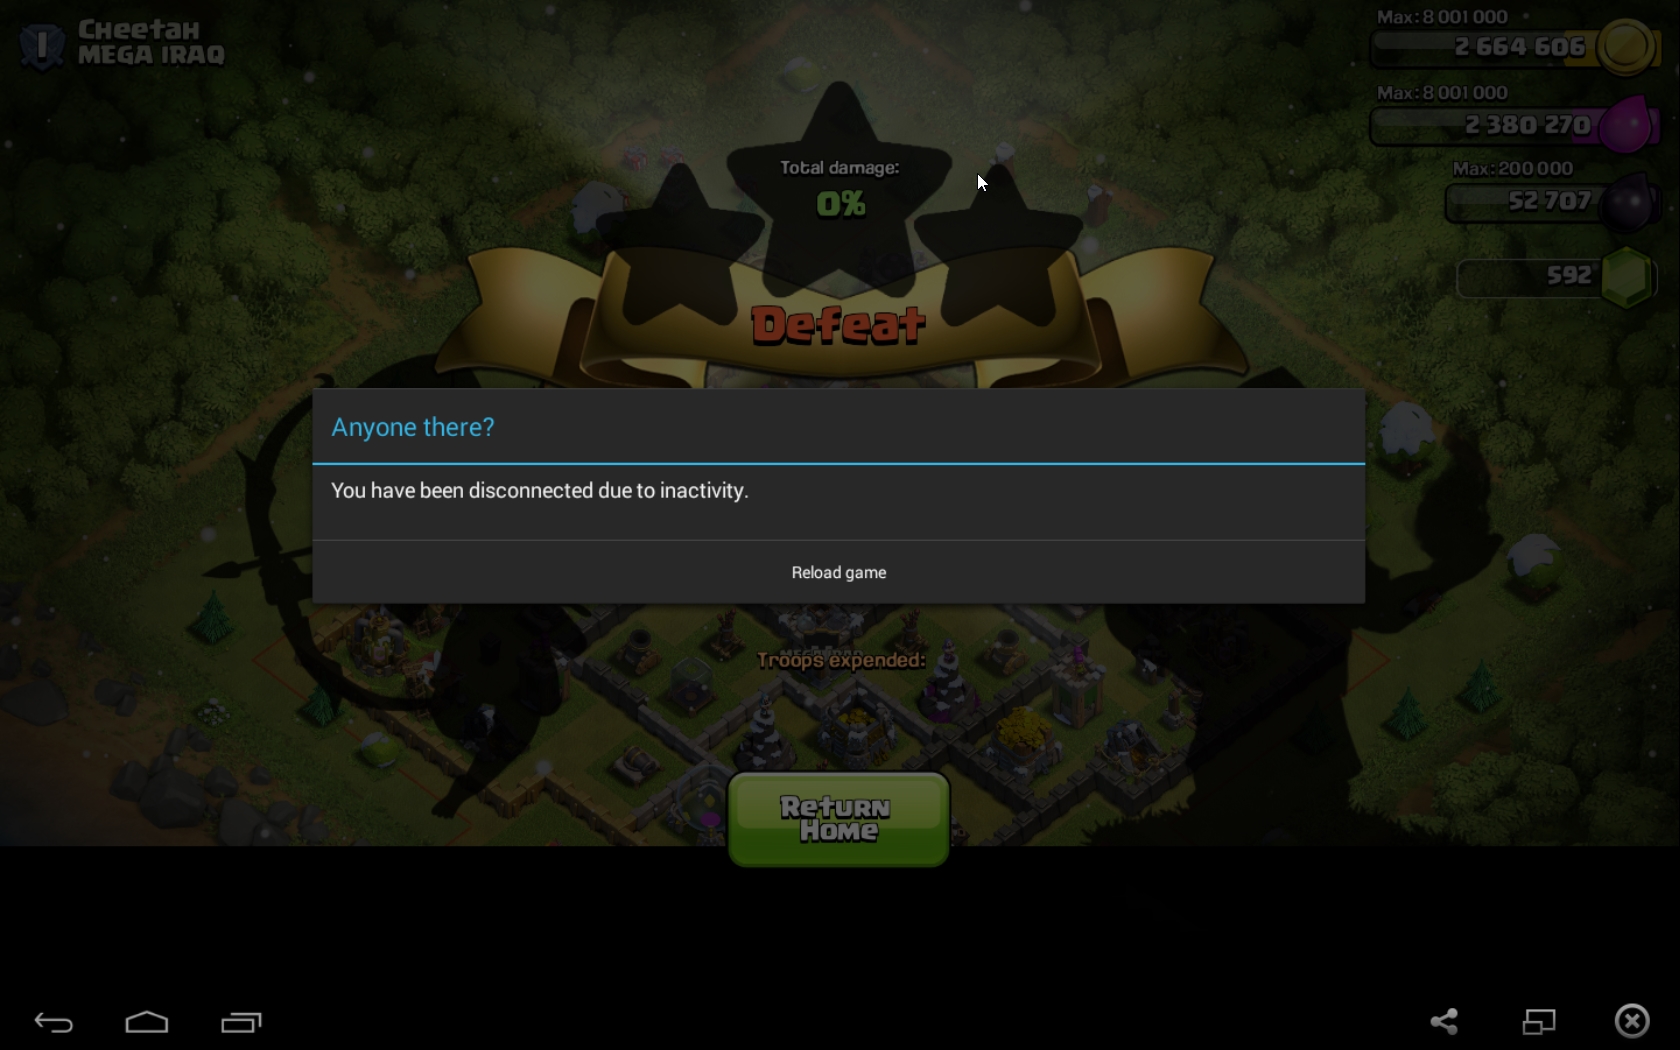 Cheetah
MEGA IRAQ
Max: 8 001 000
2 664 606
Max: 8 001 000
2 380 270
Max: 200 000
52 707
592
Total damage:
0%
Defeat
Anyone there?
You have been disconnected due to inactivity.
Reload game
Troops expended:
Return
Home